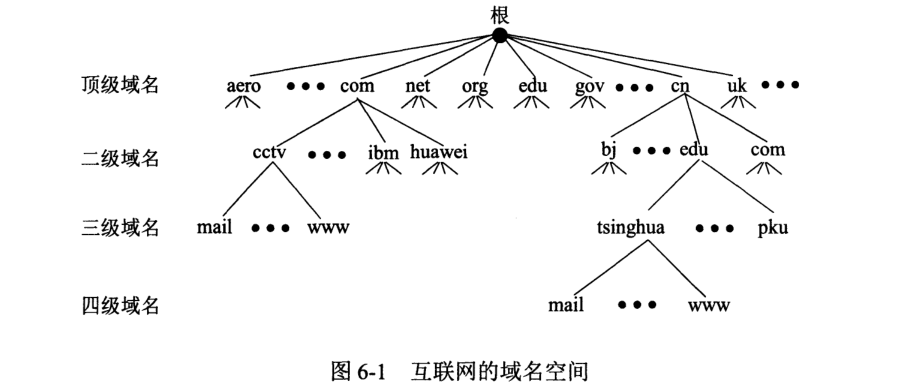 根
顶级域名 aero ••• com net org edu gov ••• cn uk •••
二级域名 cctv ••• ibm huawei bj ••• edu com
三级域名 mail ••• www tsinghua ••• pku
四级域名 mail ••• www
图 6-1 互联网的域名空间